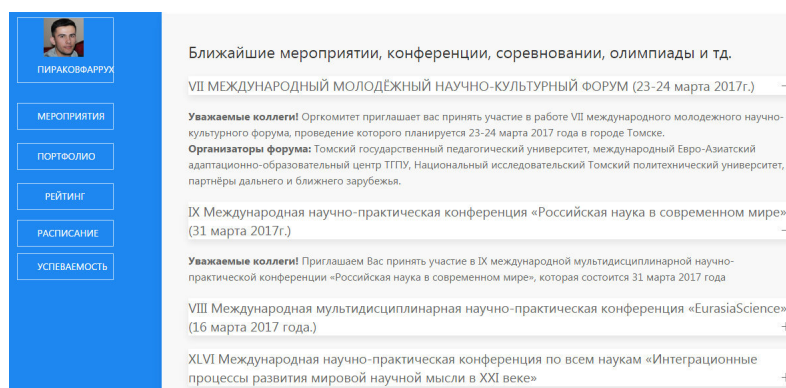 ПИРАКОВФАРРУХ
МЕРОПРИЯТИЯ
ПОРТФОЛИО
РЕЙТИНГ
РАСПИСАНИЕ
УСПЕВАЕМОСТЬ
Ближайшие мероприятии, конференции, соревновании, олимпиады и тд.
VII МЕЖДУНАРОДНЫЙ МОЛОДЁЖНЫЙ НАУЧНО-КУЛЬТУРНЫЙ ФОРУМ (23-24 марта 2017г.) –
Уважаемые коллеги! Оргкомитет приглашает вас принять участие в работе VII международного молодежного научно-
культурного форума, проведение которого планируется 23-24 марта 2017 года в городе Томске.
Организаторы форума: Томский государственный педагогический университет, международный Евро-Азиатский
адаптационно-образовательный центр ТГПУ, Национальный исследовательский Томский политехнический университет,
партнёры дальнего и ближнего зарубежья.
IX Международная научно-практическая конференция «Российская наука в современном мире»
(31 марта 2017г.) –
Уважаемые коллеги! Приглашаем Вас принять участие в IX международной мультидисциплинарной научно-
практической конференции «Российская наука в современном мире», которая состоится 31 марта 2017 года
VIII Международная мультидисциплинарная научно-практическая конференция «EurasiaScience»
(16 марта 2017 года.) +
XLVI Международная научно-практическая конференция по всем наукам «Интеграционные
процессы развития мировой научной мысли в XXI веке» +